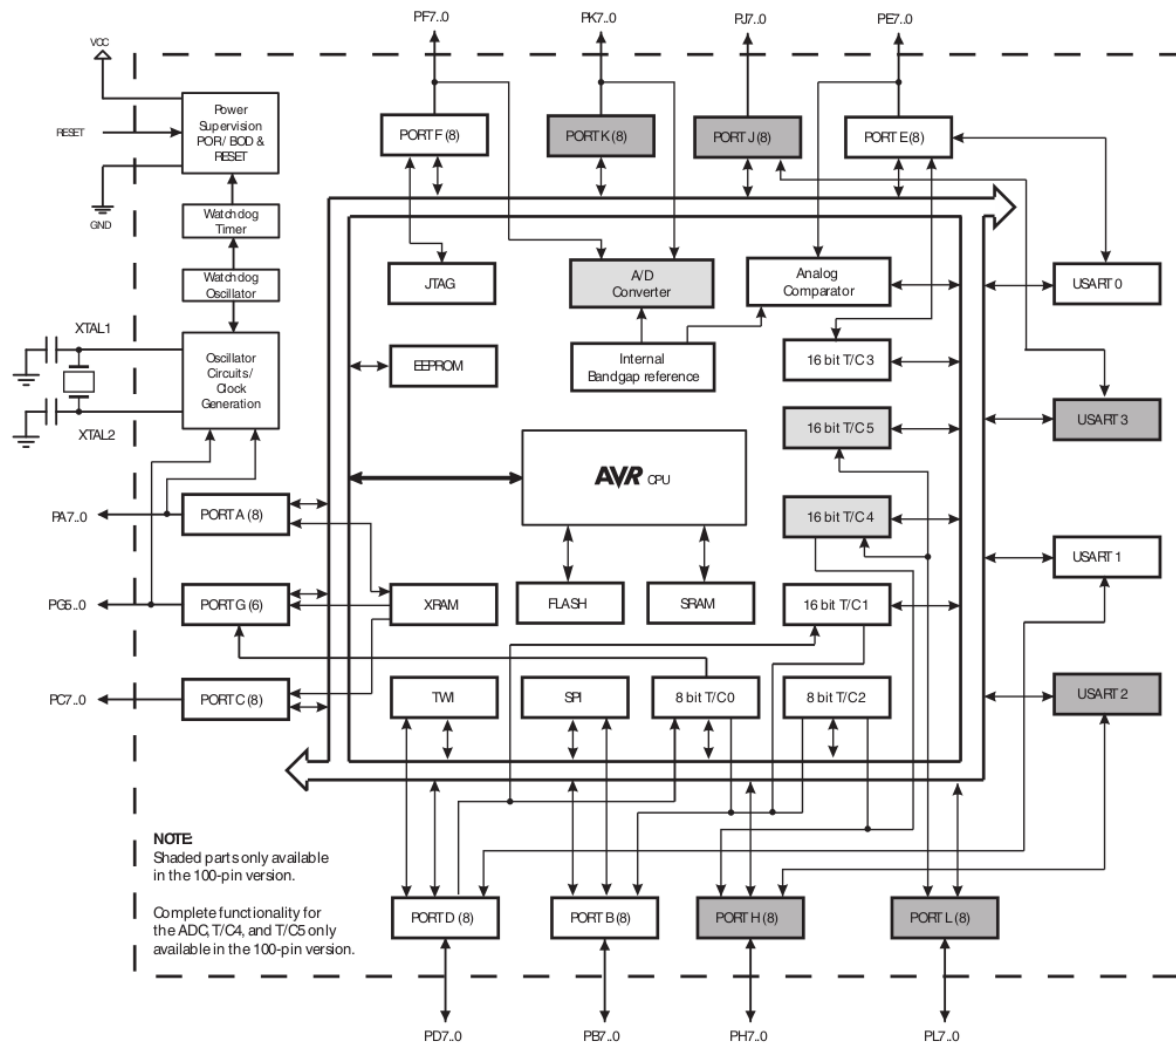 PF7..0
PK7..0
PJ7..0
PE7..0
VCC
RESET
GND
Power
Supervision
POR/ BOD &
RESET
PORT F (8)
PORT K (8)
PORT J (8)
PORT E (8)
Watchdog
Timer
Watchdog
Oscillator
JTAG
A/D
Converter
Analog
Comparator
USART 0
XTAL1
Oscillator
Circuits/
Clock
Generation
XTAL2
EEPROM
Internal
Bandgap reference
16 bit T/C 3
16 bit T/C 5
USART 3
AVR CPU
PA7..0
PORT A (8)
16 bit T/C 4
USART 1
PG5..0
PORT G (6)
XRAM
FLASH
SRAM
16 bit T/C 1
PC7..0
PORT C (8)
TWI
SPI
8 bit T/C 0
8 bit T/C 2
USART 2
NOTE:
Shaded parts only available
in the 100-pin version.
Complete functionality for
the ADC, T/C4, and T/C5 only
available in the 100-pin version.
PORT D (8)
PORT B (8)
PORT H (8)
PORT L (8)
PD7..0
PB7..0
PH7..0
PL7..0